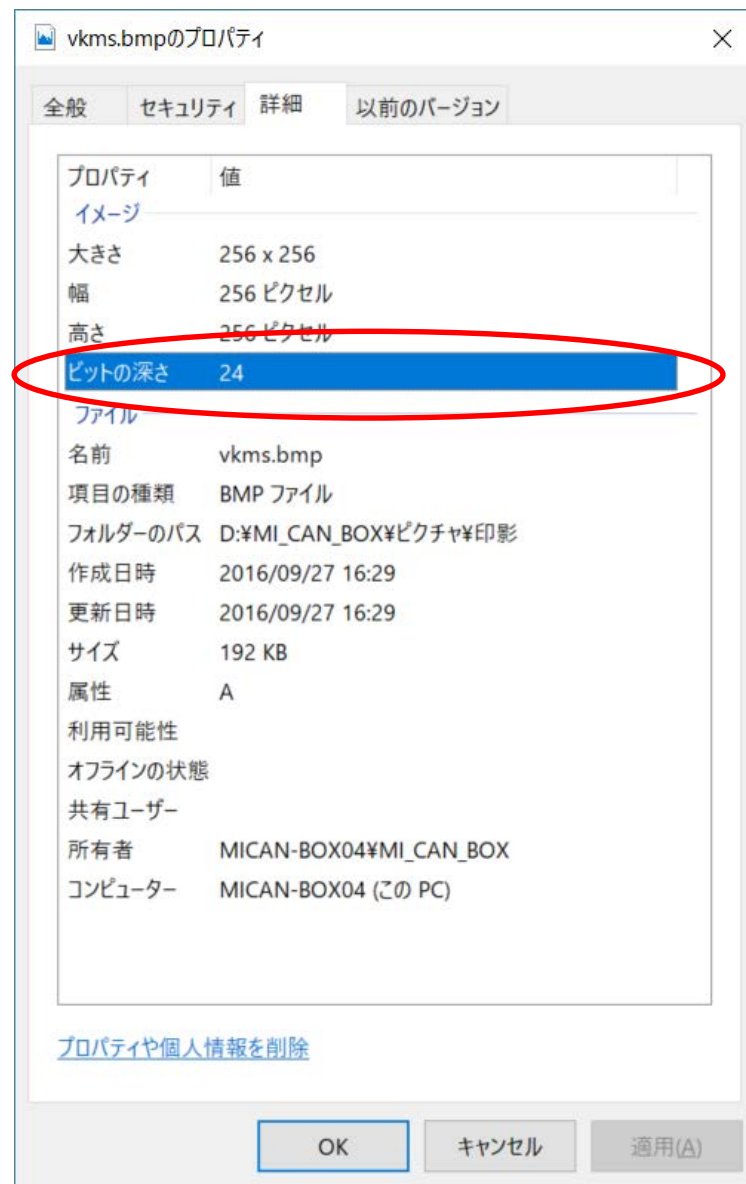 vkms.bmpのプロパティ
全般 セキュリティ 詳細 以前のバージョン
プロパティ 値
イメージ
大きさ 256 x 256
幅 256 ピクセル
高さ 256 ピクセル
ビットの深さ 24
ファイル
名前 vkms.bmp
項目の種類 BMP ファイル
フォルダーのパス D:¥MI_CAN_BOX¥ピクチャ¥印影
作成日時 2016/09/27 16:29
更新日時 2016/09/27 16:29
サイズ 192 KB
属性 A
利用可能性
オフラインの状態
共有ユーザー
所有者 MICAN-BOX04¥MI_CAN_BOX
コンピューター MICAN-BOX04 (この PC)
プロパティや個人情報を削除
OK キャンセル 適用(A)